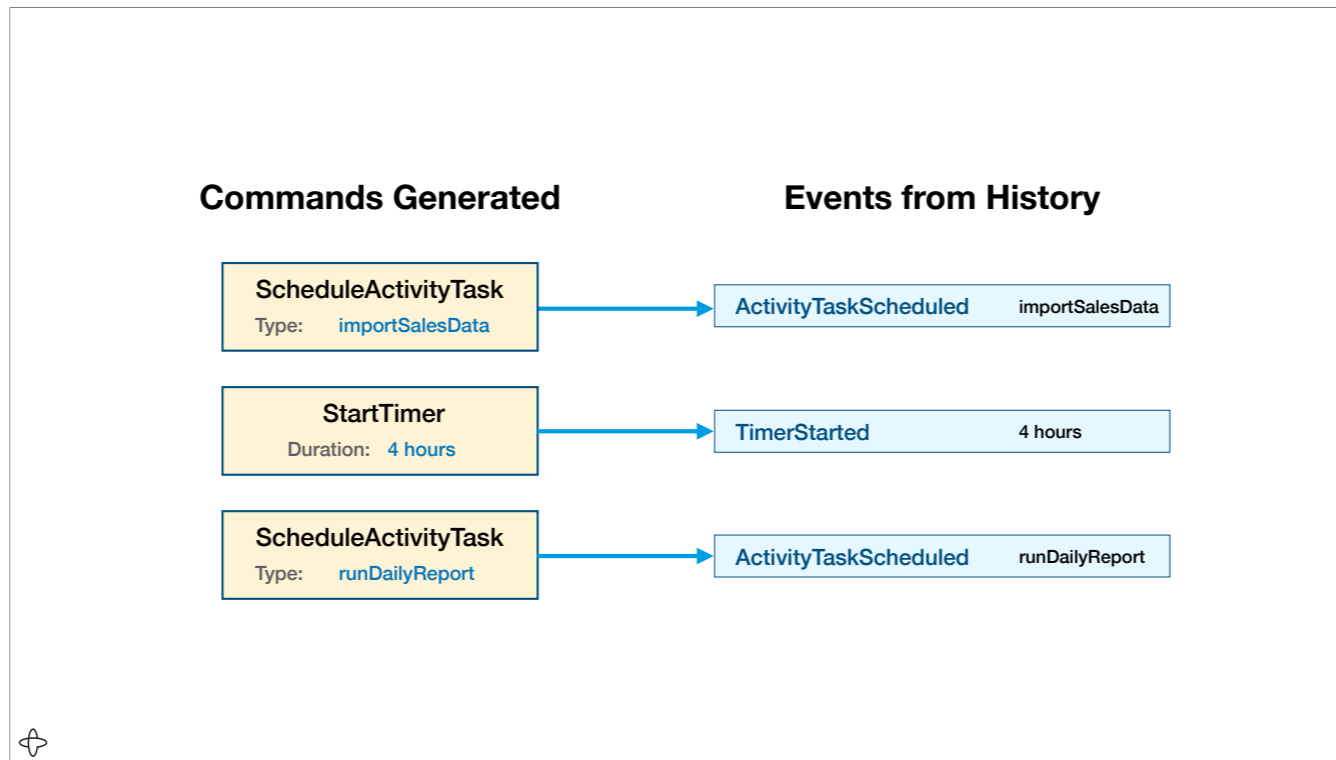 Commands Generated
Events from History
ScheduleActivityTask
Type: importSalesData
ActivityTaskScheduled importSalesData
StartTimer
Duration: 4 hours
TimerStarted 4 hours
ScheduleActivityTask
Type: runDailyReport
ActivityTaskScheduled runDailyReport